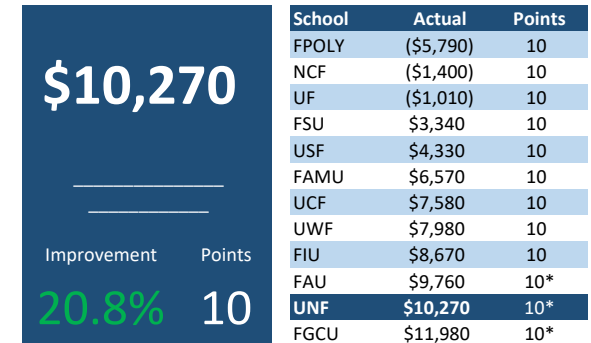 $10,270
Improvement Points
20.8% 10
School Actual Points
FPOLY ($5,790) 10
NCF ($1,400) 10
UF ($1,010) 10
FSU $3,340 10
USF $4,330 10
FAMU $6,570 10
UCF $7,580 10
UWF $7,980 10
FIU $8,670 10
FAU $9,760 10*
UNF $10,270 10*
FGCU $11,980 10*